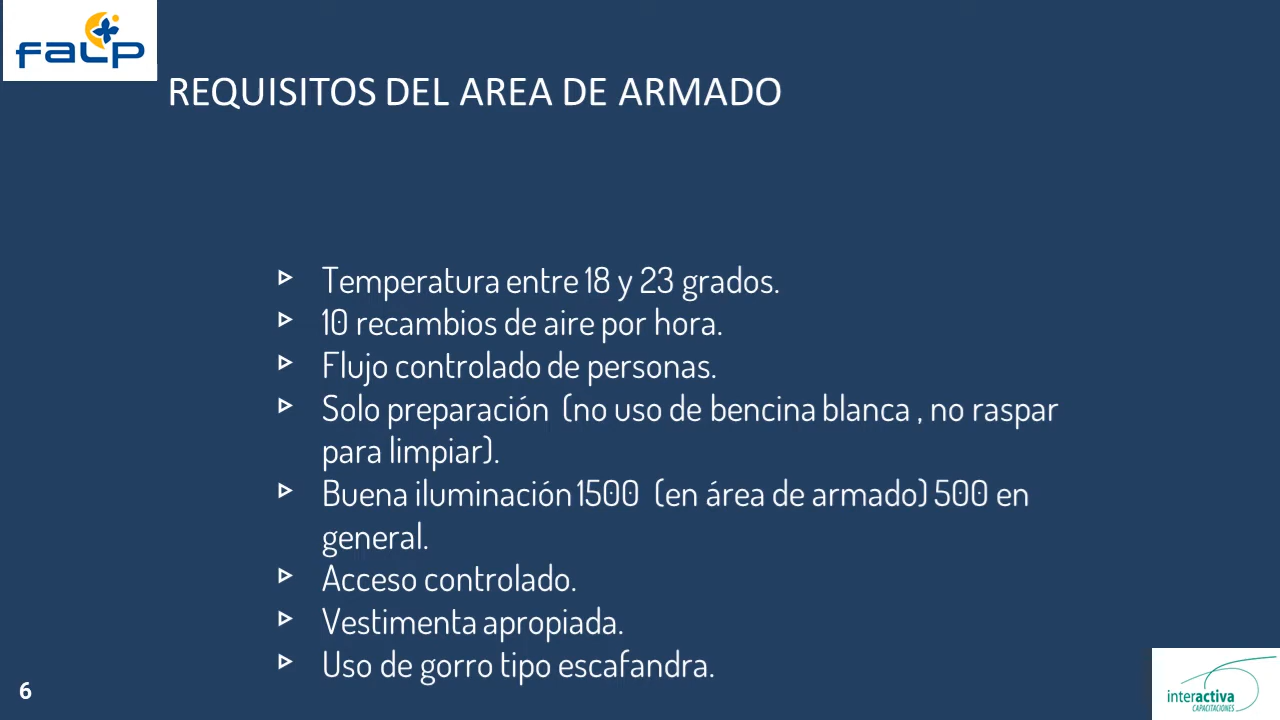 falp
REQUISITOS DEL AREA DE ARMADO
Temperatura entre 18 y 23 grados.
10 recambios de aire por hora.
Flujo controlado de personas.
Solo preparación (no uso de bencina blanca , no raspar
para limpiar).
Buena iluminación 1500 (en área de armado) 500 en
general.
Acceso controlado.
Vestimenta apropiada.
Uso de gorro tipo escafandra.
6
interactiva
CAPACITACIONES